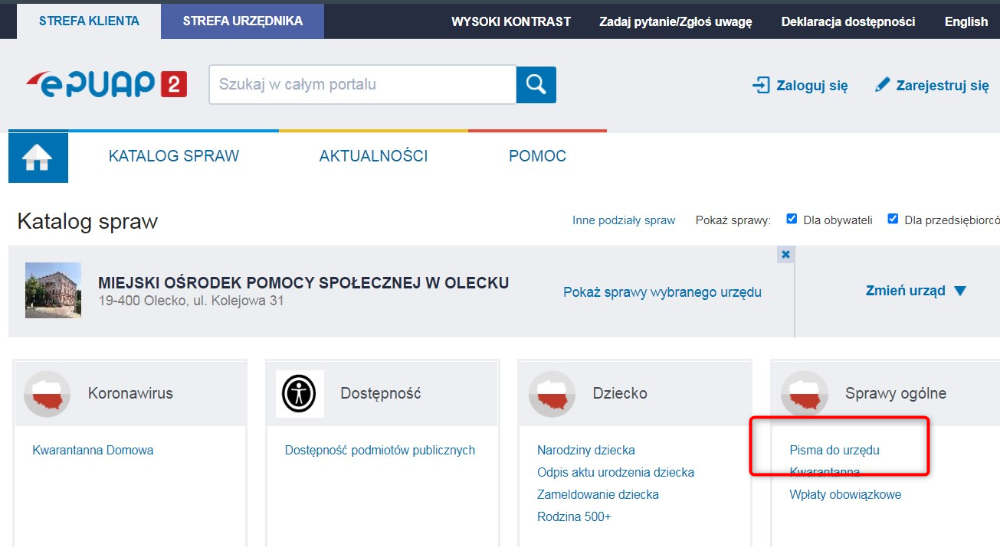 STREFA KLIENTA STREFA URZĘDNIKA WYSOKI KONTRAST Zadaj pytanie/Zgłoś uwagę Deklaracja dostępności English
ePUAP 2 Szukaj w całym portalu Zaloguj się Zarejestruj się
KATALOG SPRAW AKTUALNOŚCI POMOC
Katalog spraw Inne podziały spraw Pokaż sprawy: Dla obywateli Dla przedsiębiorcó
MIEJSKI OŚRODEK POMOCY SPOŁECZNEJ W OLECKU
19-400 Olecko, ul. Kolejowa 31
Pokaż sprawy wybranego urzędu Zmień urząd
Koronawirus
Kwarantanna Domowa
Dostępność
Dostępność podmiotów publicznych
Dziecko
Narodziny dziecka
Odpis aktu urodzenia dziecka
Zameldowanie dziecka
Rodzina 500+
Sprawy ogólne
Pisma do urzędu
Kwarantanna
Wpłaty obowiązkowe